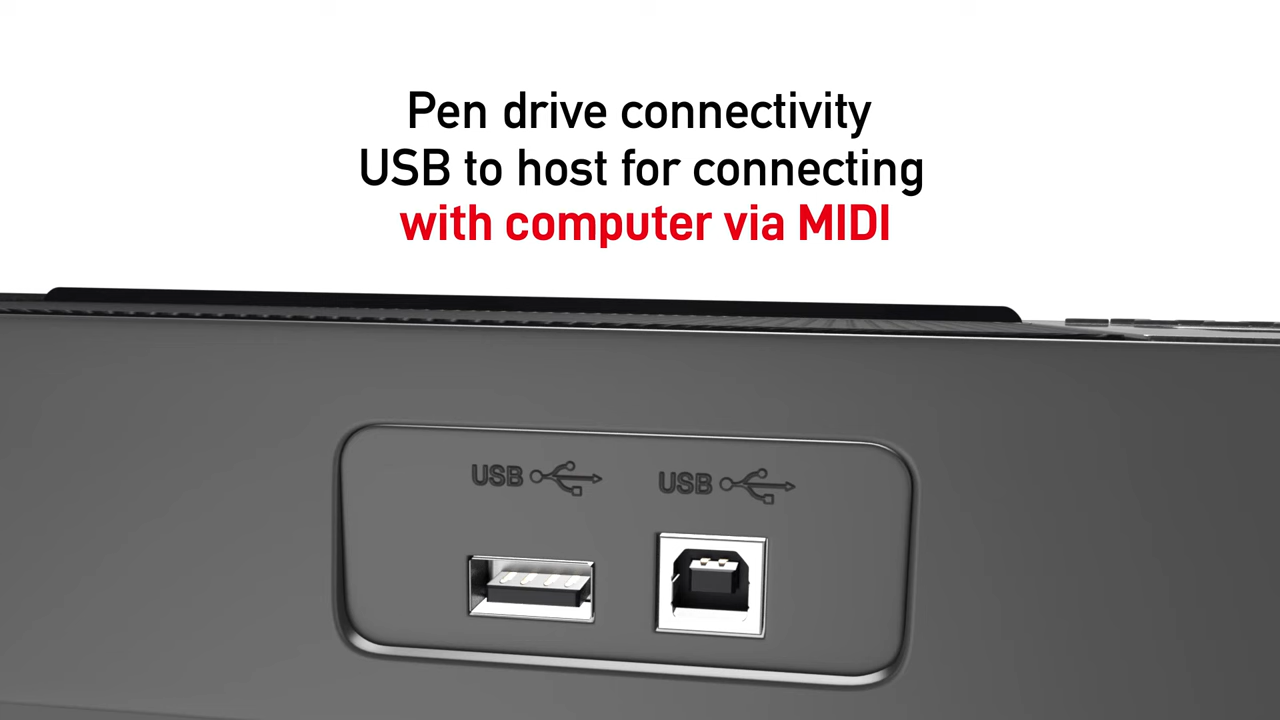 Pen drive connectivity
USB to host for connecting
with computer via MIDI
USB USB